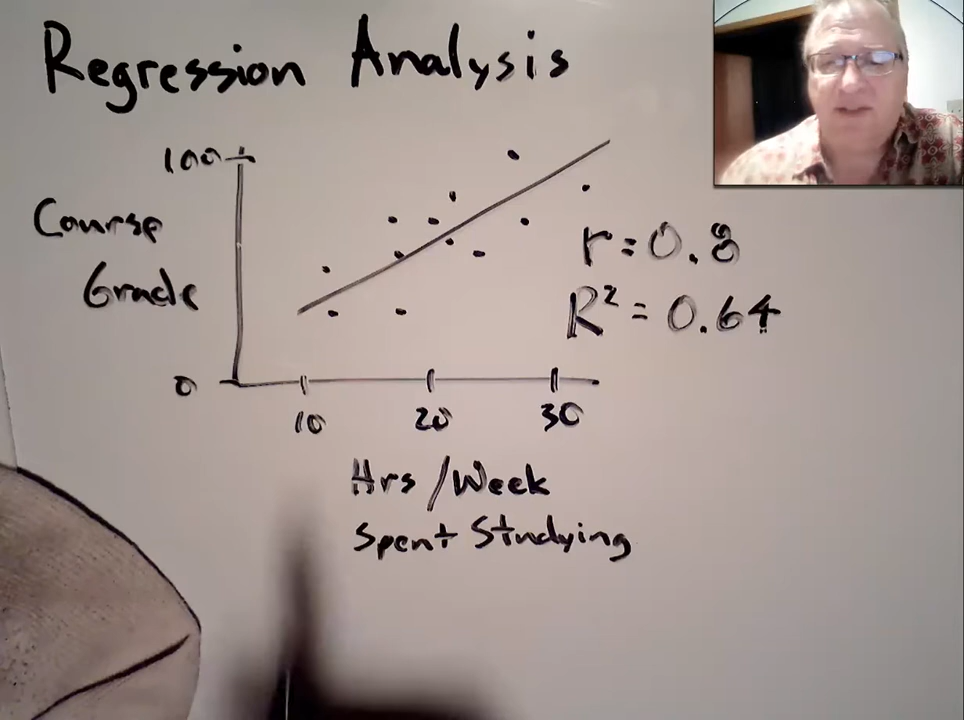 Regression Analysis
100
Course
Grade
r = 0.8
R² = 0.64
0
10 20 30
Hrs / Week
Spent Studying